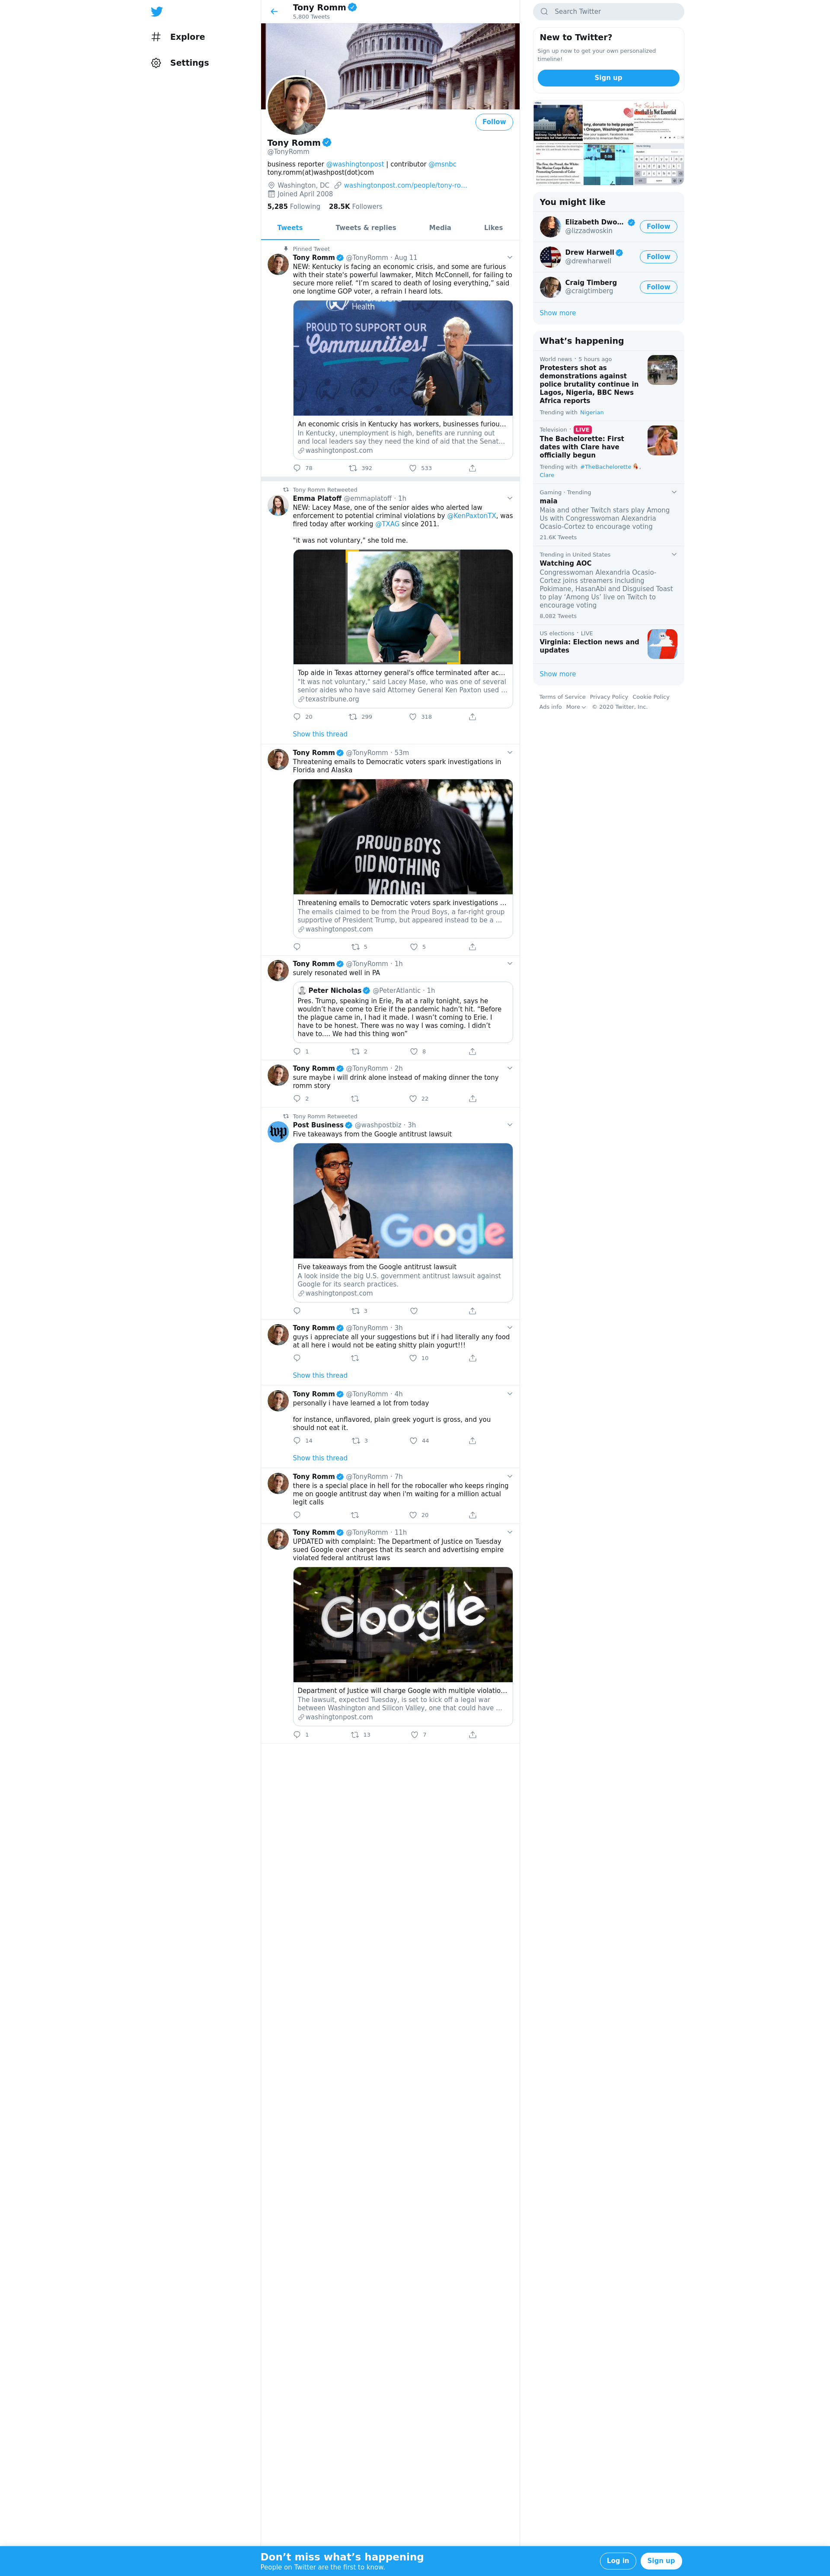 Explore
Settings
Tony Romm
5,800 Tweets
Follow
Tony Romm
@TonyRomm
business reporter @washingtonpost | contributor @msnbc
tony.romm(at)washpost(dot)com
Washington, DC washingtonpost.com/people/tony-ro…
Joined April 2008
5,285 Following 28.5K Followers
Tweets Tweets & replies Media Likes
Pinned Tweet
Tony Romm @TonyRomm · Aug 11
NEW: Kentucky is facing an economic crisis, and some are furious
with their state's powerful lawmaker, Mitch McConnell, for failing to
secure more relief. "I'm scared to death of losing everything," said
one longtime GOP voter, a refrain I heard lots.
Health
PROUD TO SUPPORT OUR
Communities!
An economic crisis in Kentucky has workers, businesses furiou…
In Kentucky, unemployment is high, benefits are running out
and local leaders say they need the kind of aid that the Senat…
washingtonpost.com
78 392 533
Tony Romm Retweeted
Emma Platoff @emmaplatoff · 1h
NEW: Lacey Mase, one of the senior aides who alerted law
enforcement to potential criminal violations by @KenPaxtonTX, was
fired today after working @TXAG since 2011.
"it was not voluntary," she told me.
Top aide in Texas attorney general's office terminated after ac…
"It was not voluntary," said Lacey Mase, who was one of several
senior aides who have said Attorney General Ken Paxton used …
texastribune.org
20 299 318
Show this thread
Tony Romm @TonyRomm · 53m
Threatening emails to Democratic voters spark investigations in
Florida and Alaska
PROUD BOYS
DID NOTHING
WRONG!
Threatening emails to Democratic voters spark investigations …
The emails claimed to be from the Proud Boys, a far-right group
supportive of President Trump, but appeared instead to be a …
washingtonpost.com
5 5
Tony Romm @TonyRomm · 1h
surely resonated well in PA
Peter Nicholas @PeterAtlantic · 1h
Pres. Trump, speaking in Erie, Pa at a rally tonight, says he
wouldn't have come to Erie if the pandemic hadn't hit. "Before
the plague came in, I had it made. I wasn't coming to Erie. I
have to be honest. There was no way I was coming. I didn't
have to.... We had this thing won"
1 2 8
Tony Romm @TonyRomm · 2h
sure maybe i will drink alone instead of making dinner the tony
romm story
2 22
Tony Romm Retweeted
wp
Post Business @washpostbiz · 3h
Five takeaways from the Google antitrust lawsuit
Google
Five takeaways from the Google antitrust lawsuit
A look inside the big U.S. government antitrust lawsuit against
Google for its search practices.
washingtonpost.com
3
Tony Romm @TonyRomm · 3h
guys i appreciate all your suggestions but if i had literally any food
at all here i would not be eating shitty plain yogurt!!!
10
Show this thread
Tony Romm @TonyRomm · 4h
personally i have learned a lot from today
for instance, unflavored, plain greek yogurt is gross, and you
should not eat it.
14 3 44
Show this thread
Tony Romm @TonyRomm · 7h
there is a special place in hell for the robocaller who keeps ringing
me on google antitrust day when i'm waiting for a million actual
legit calls
20
Tony Romm @TonyRomm · 11h
UPDATED with complaint: The Department of Justice on Tuesday
sued Google over charges that its search and advertising empire
violated federal antitrust laws
Google
Department of Justice will charge Google with multiple violatio…
The lawsuit, expected Tuesday, is set to kick off a legal war
between Washington and Silicon Valley, one that could have …
washingtonpost.com
1 13 7
Search Twitter
New to Twitter?
Sign up now to get your own personalized
timeline!
Sign up
You might like
Elizabeth Dwo…
@lizzadwoskin
Follow
Drew Harwell
@drewharwell
Follow
Craig Timberg
@craigtimberg
Follow
Show more
What's happening
World news · 5 hours ago
Protesters shot as
demonstrations against
police brutality continue in
Lagos, Nigeria, BBC News
Africa reports
Trending with Nigerian
Television · LIVE
The Bachelorette: First
dates with Clare have
officially begun
Trending with #TheBachelorette,
Clare
Gaming · Trending
maia
Maia and other Twitch stars play Among
Us with Congresswoman Alexandria
Ocasio-Cortez to encourage voting
21.6K Tweets
Trending in United States
Watching AOC
Congresswoman Alexandria Ocasio-
Cortez joins streamers including
Pokimane, HasanAbi and Disguised Toast
to play 'Among Us' live on Twitch to
encourage voting
8,082 Tweets
US elections · LIVE
Virginia: Election news and
updates
Show more
Terms of Service Privacy Policy Cookie Policy
Ads info More © 2020 Twitter, Inc.
Don't miss what's happening
People on Twitter are the first to know.
Log in
Sign up